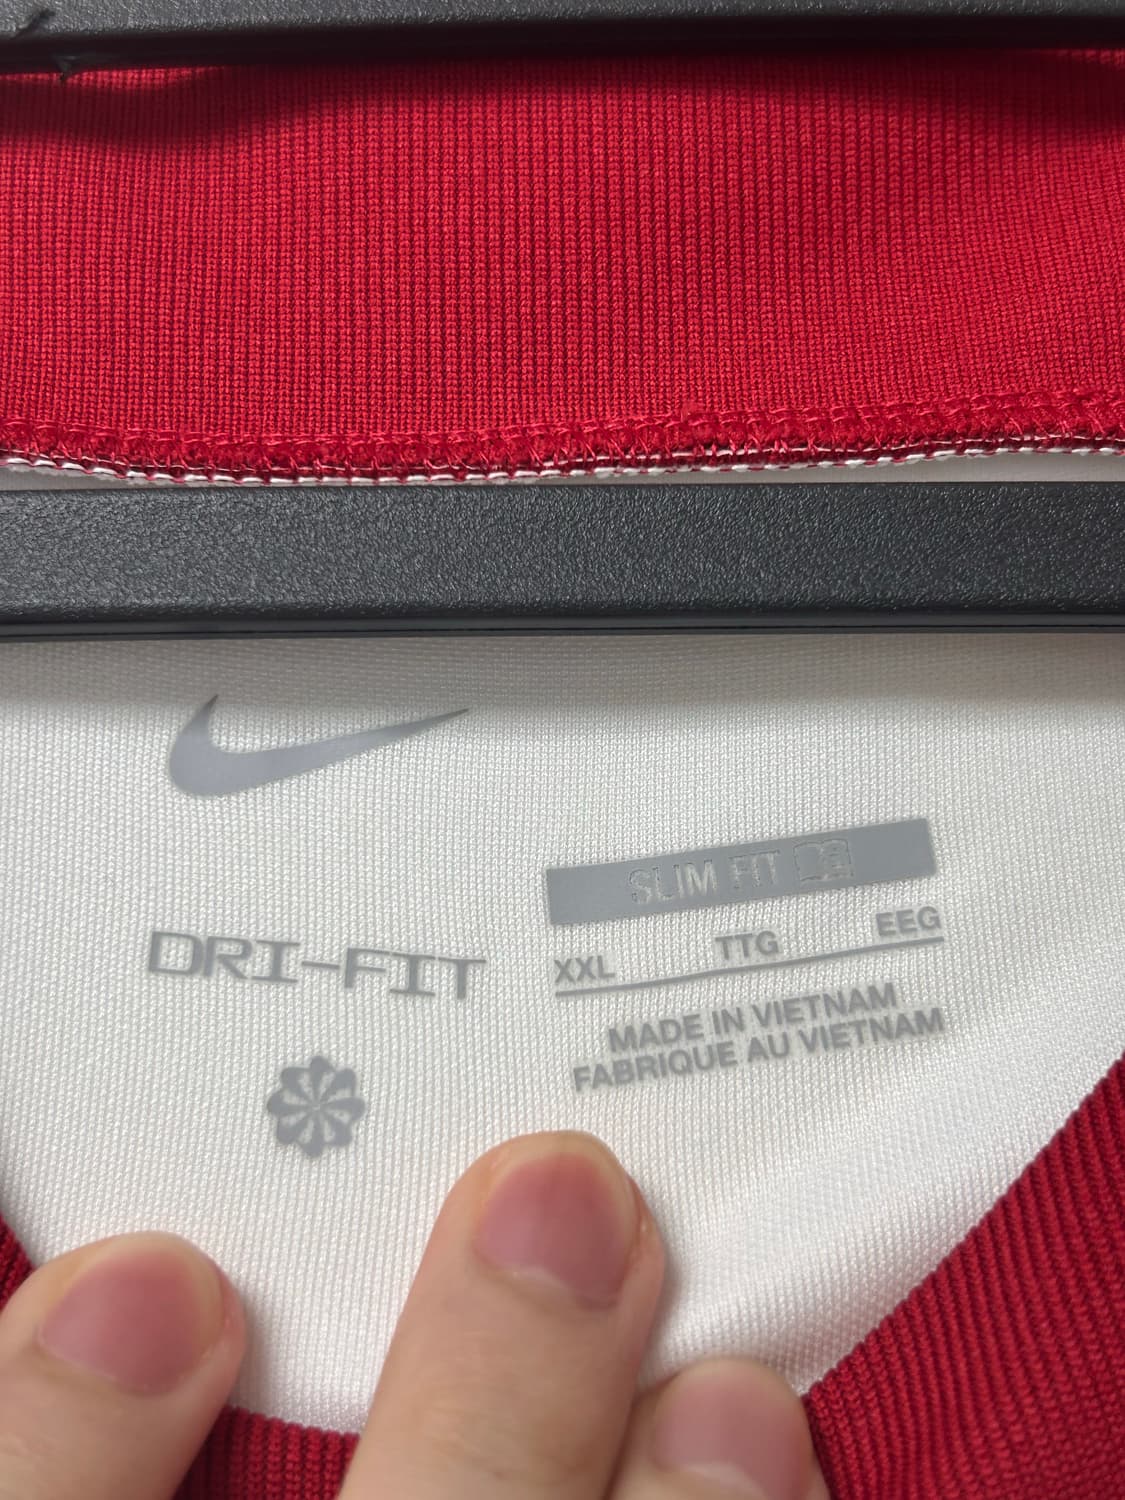 DRI-FIT
SLIM FIT
XXL TTG EEG
MADE IN VIETNAM
FABRIQUE AU VIETNAM